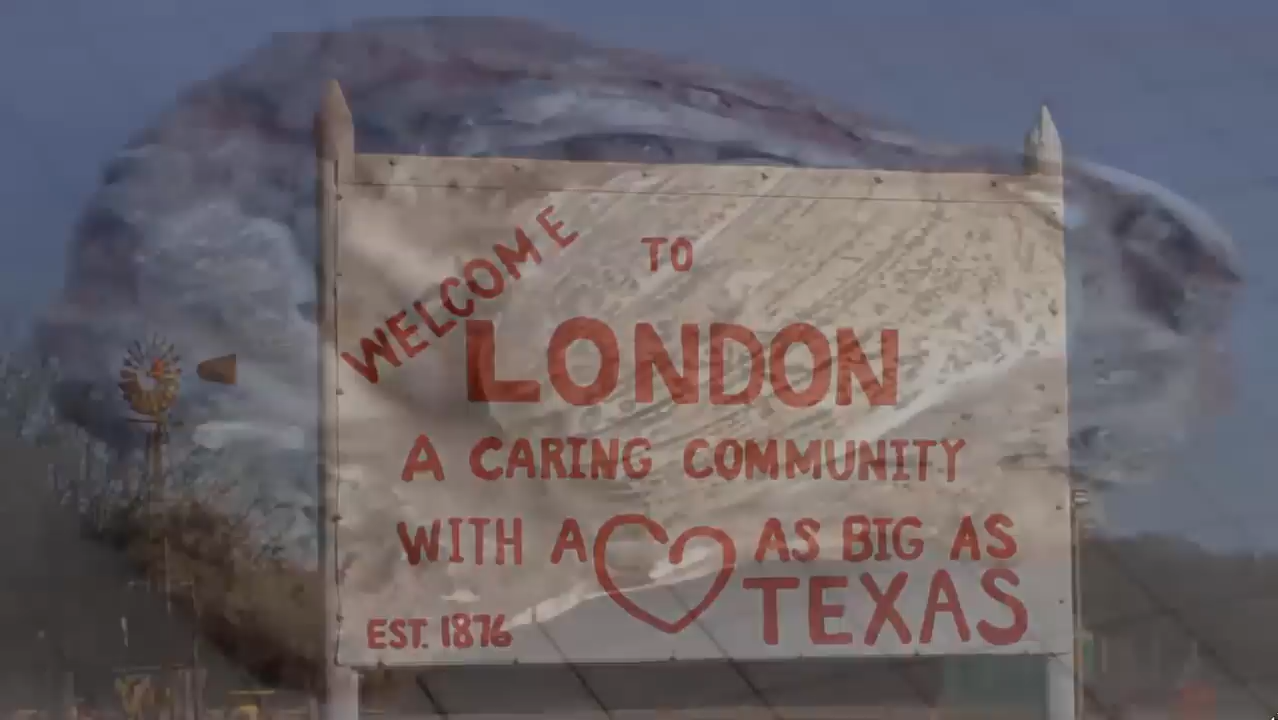 WELCOME TO
LONDON
A CARING COMMUNITY
WITH A AS BIG AS
TEXAS
EST. 1876